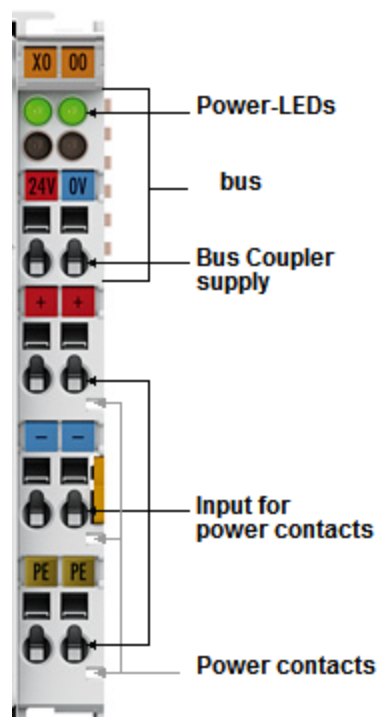 X0 00
Power-LEDs
bus
24V 0V
Bus Coupler
supply
+ +
- -
Input for
power contacts
PE PE
Power contacts